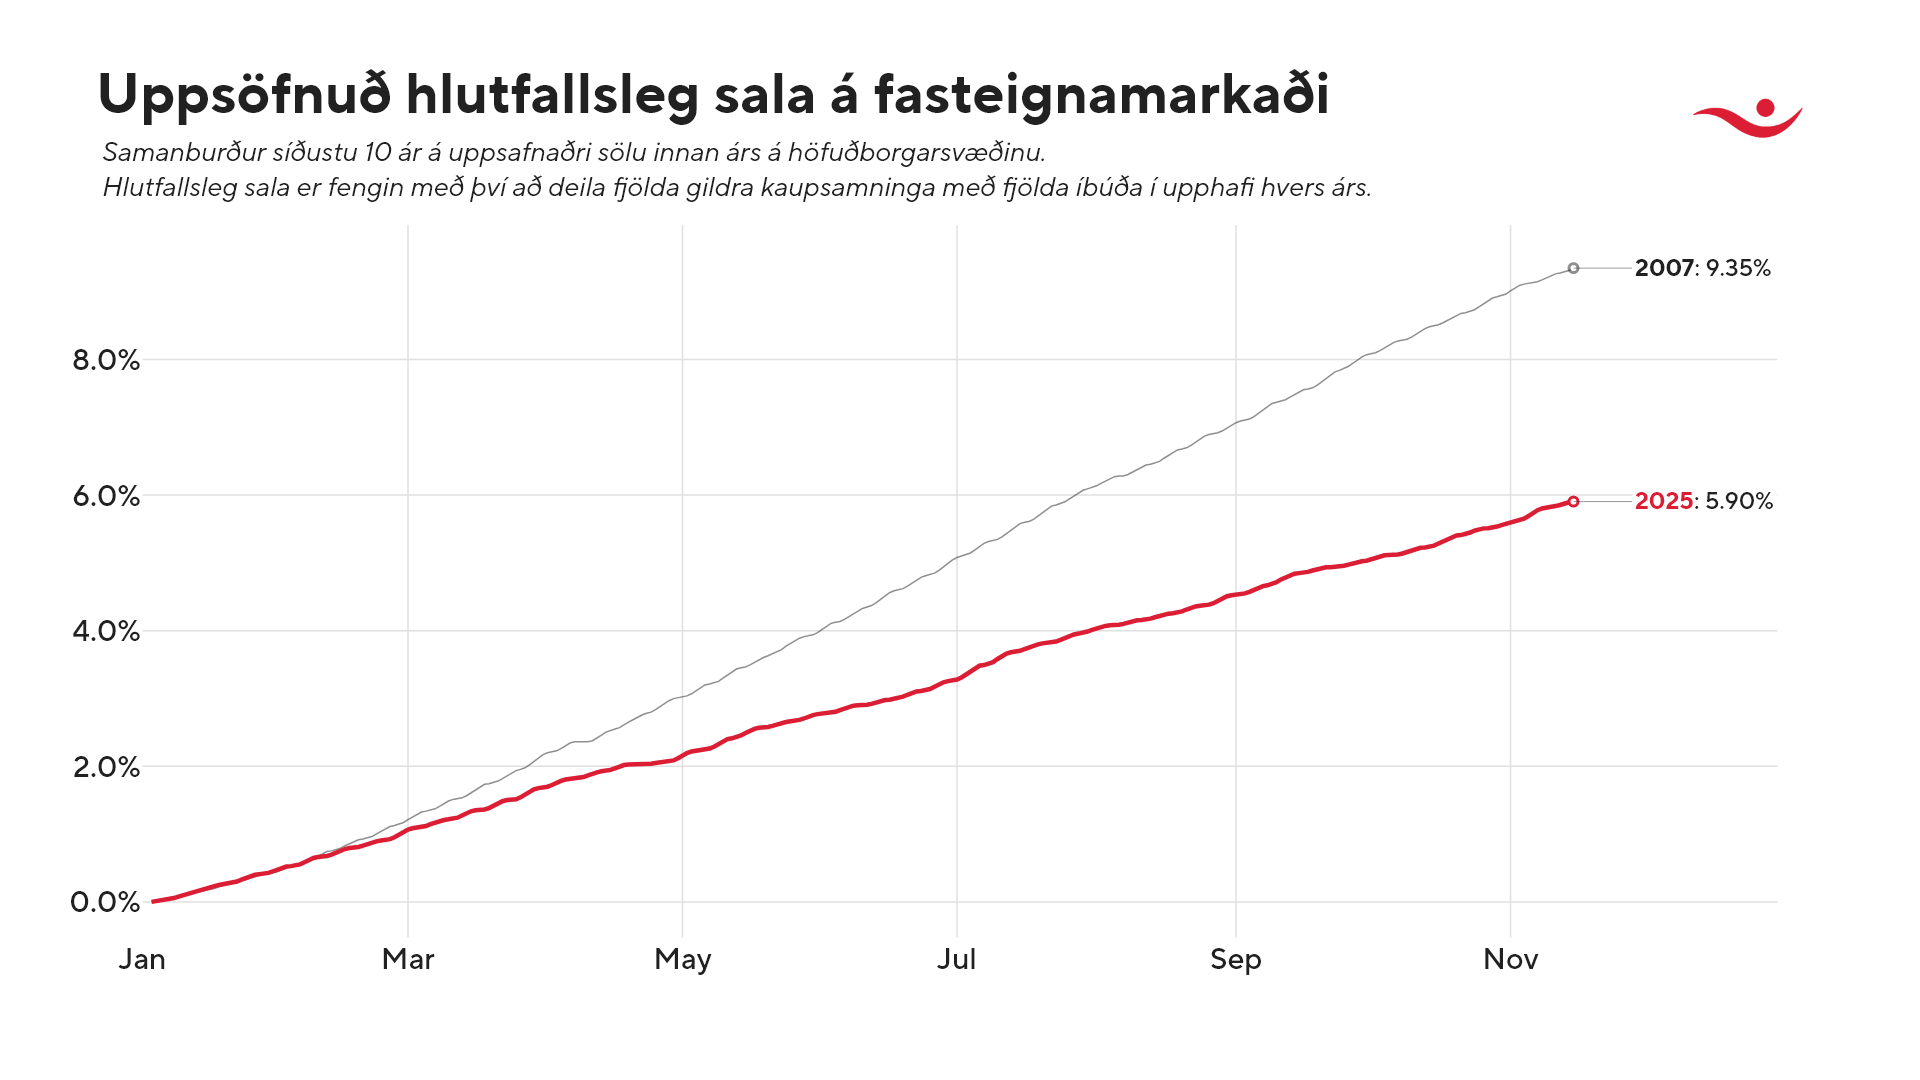 Uppsöfnuð hlutfallsleg sala á fasteignamarkaði
Samanburður síðustu 10 ár á uppsafnaðri sölu innan árs á höfuðborgarsvæðinu.
Hlutfallsleg sala er fengin með því að deila fjölda gildra kaupsamninga með fjölda íbúða í upphafi hvers árs.
2007: 9.35%
8.0%
6.0%
2025: 5.90%
4.0%
2.0%
0.0%
Jan Mar May Jul Sep Nov